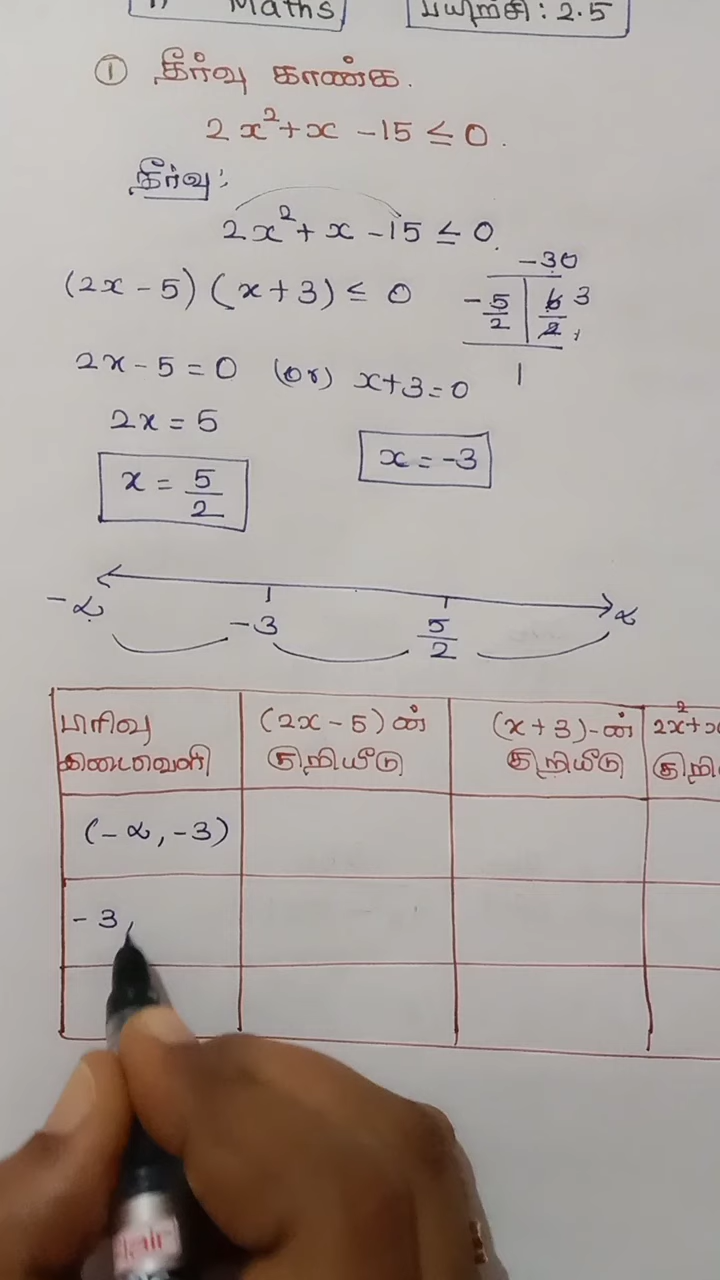 Maths பயிற்சி : 2.5
① தீர்வு காண்க.
2x² + x - 15 ≤ 0.
தீர்வு :
2x² + x - 15 ≤ 0.
-30
(2x - 5) (x + 3) ≤ 0
-5/2 | 6/2 3
1
2x - 5 = 0 (or) x + 3 = 0
2x = 5
x = -3
x = 5/2
-∝ -3 5/2 ∝
பிரிவு இடைவெளி
(2x - 5) ன் குறியீடு
(x + 3) - ன் குறியீடு
2x² + குறியீ
(-∝, -3)
-3,